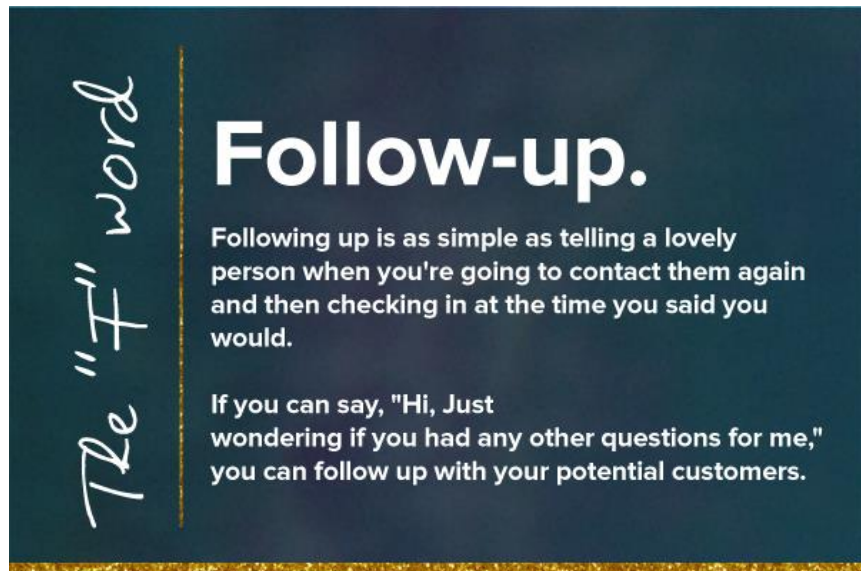 The "F" word
Follow-up.
Following up is as simple as telling a lovely
person when you're going to contact them again
and then checking in at the time you said you
would.
If you can say, "Hi, Just
wondering if you had any other questions for me,"
you can follow up with your potential customers.